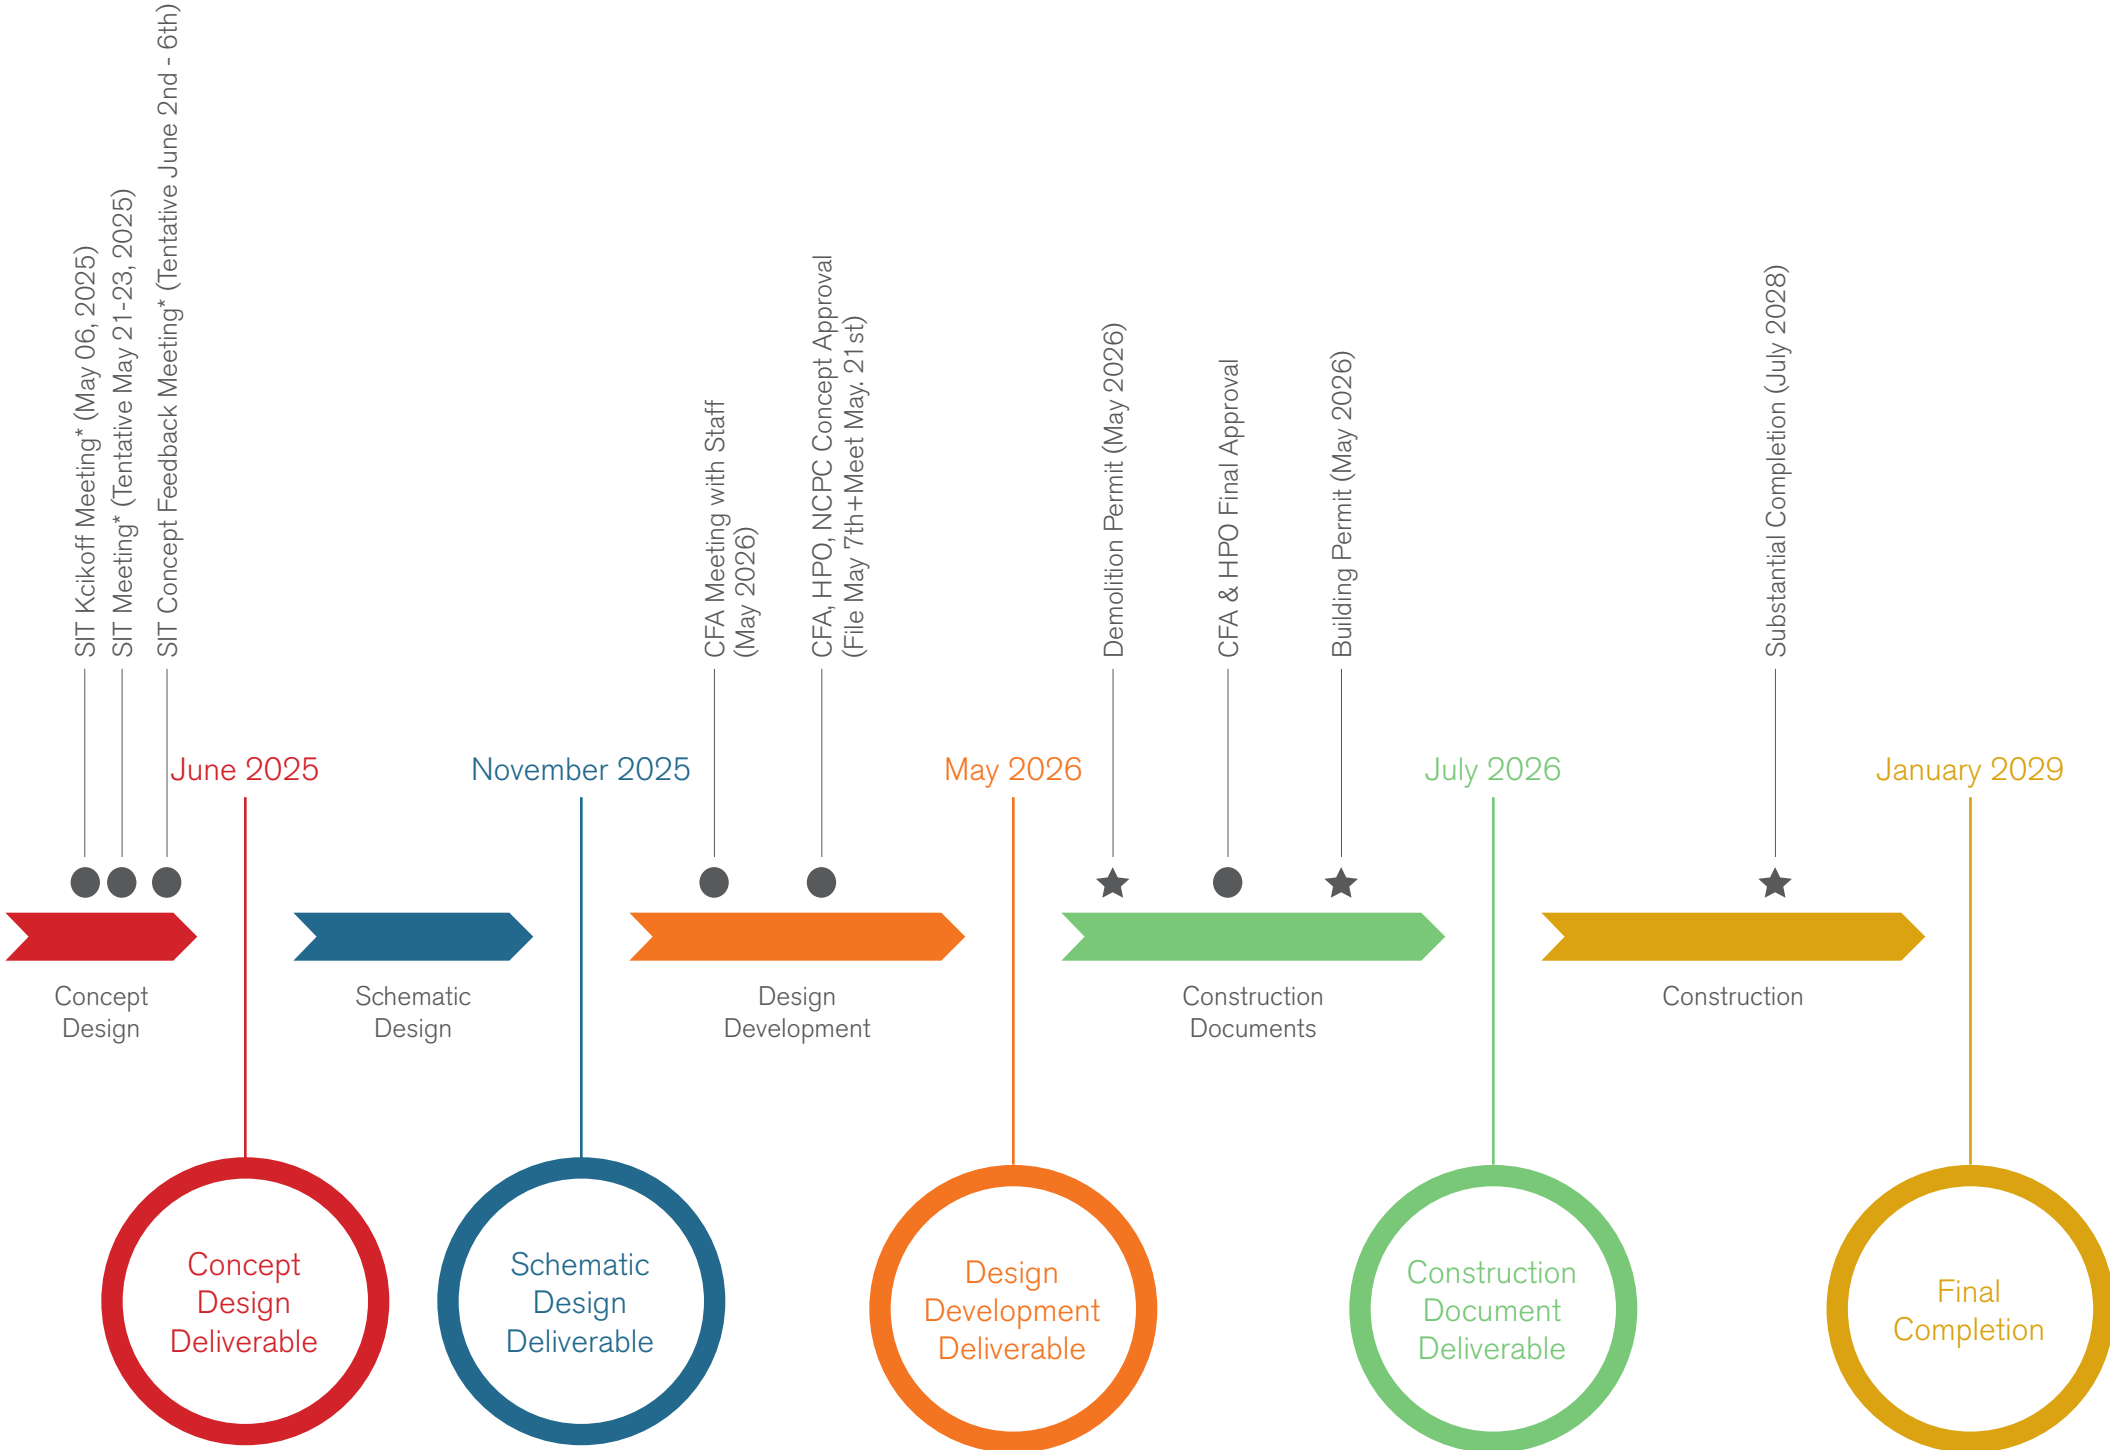 SIT Kcikoff Meeting* (May 06, 2025)
SIT Meeting* (Tentative May 21-23, 2025)
SIT Concept Feedback Meeting* (Tentative June 2nd - 6th)
CFA Meeting with Staff
(May 2026)
CFA, HPO, NCPC Concept Approval
(File May 7th+Meet May. 21st)
Demolition Permit (May 2026)
CFA & HPO Final Approval
Building Permit (May 2026)
Substantial Completion (July 2028)
June 2025
November 2025
May 2026
July 2026
January 2029
Concept
Design
Schematic
Design
Design
Development
Construction
Documents
Construction
Concept
Design
Deliverable
Schematic
Design
Deliverable
Design
Development
Deliverable
Construction
Document
Deliverable
Final
Completion